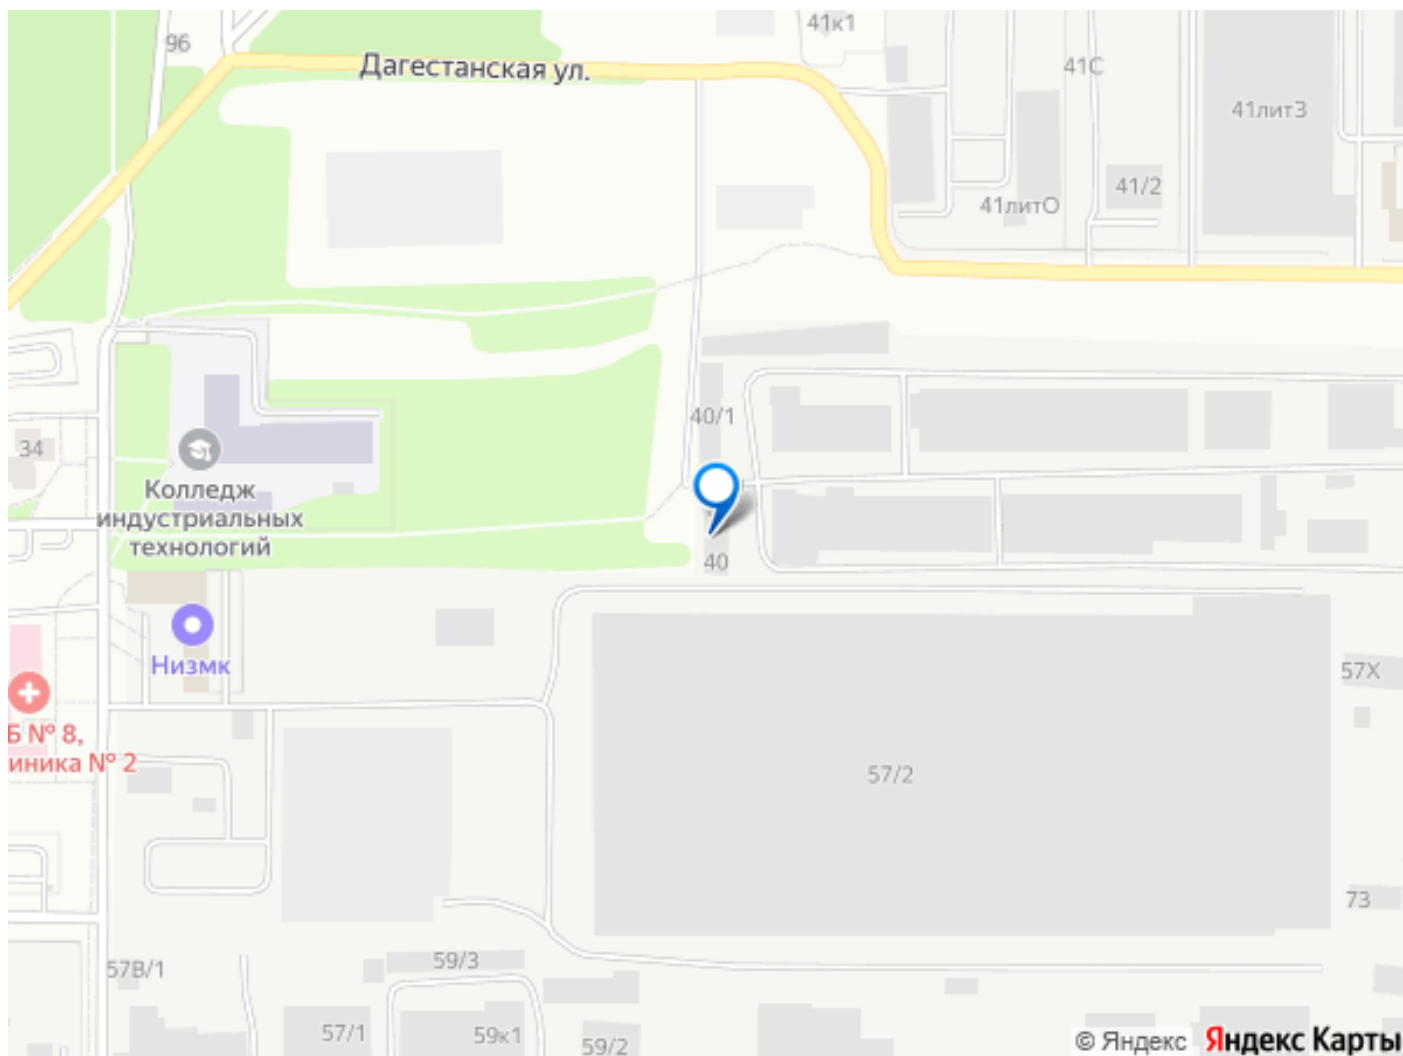 96
41к1
Дагестанская ул.
41С
41лит3
41/2
41литО
40/1
34
Колледж
индустриальных
технологий
40
Низмк
57Х
Б № 8,
иника № 2
57/2
73
57В/1
59/3
57/1
59к1
59/2
© Яндекс Яндекс Карты